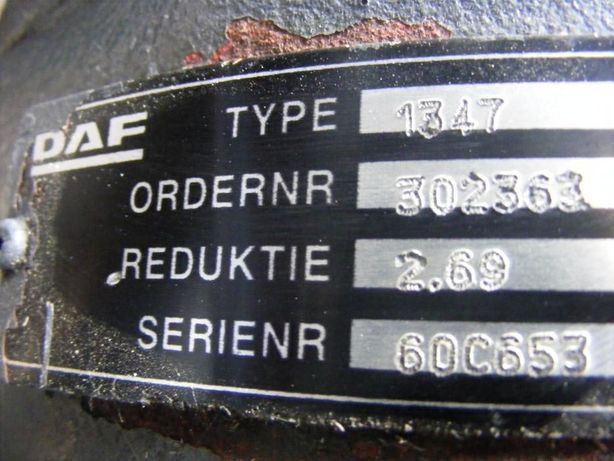 DAF
TYPE 1347
ORDERNR 302363
REDUKTIE 2.69
SERIENR 60C653